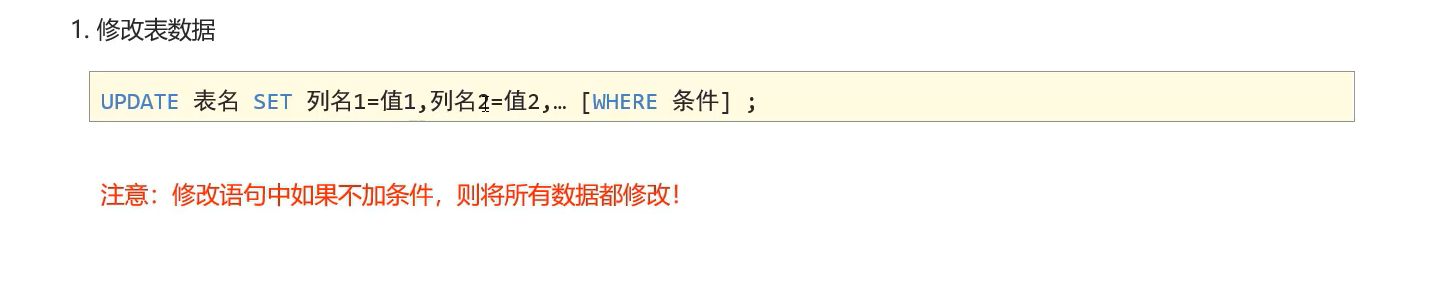 1. 修改表数据
UPDATE 表名 SET 列名1=值1,列名2=值2,… [WHERE 条件] ;
注意：修改语句中如果不加条件，则将所有数据都修改！